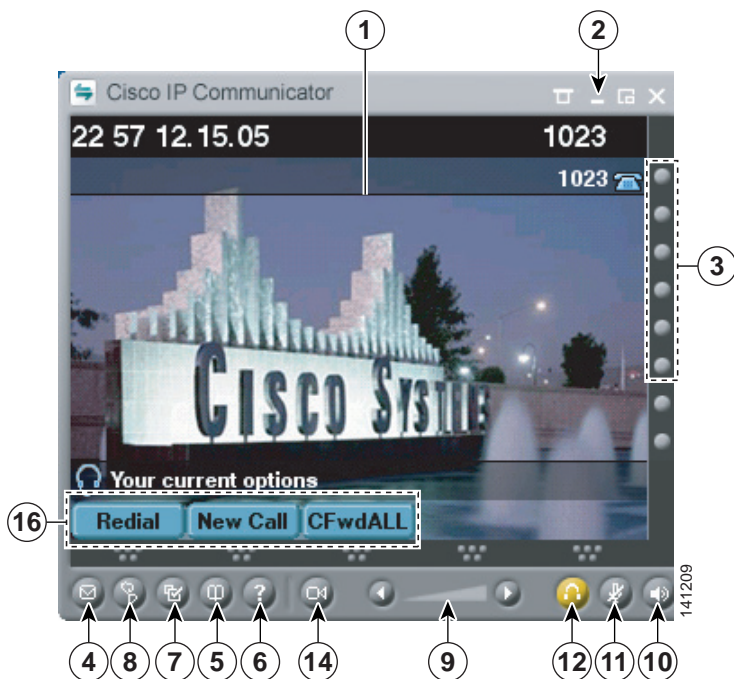 1
2
Cisco IP Communicator
22 57 12.15.05 1023
1023
3
CISCO SYSTEMS
Your current options
16
Redial New Call CFwdALL
141209
4 8 7 5 6 14 9 12 11 10